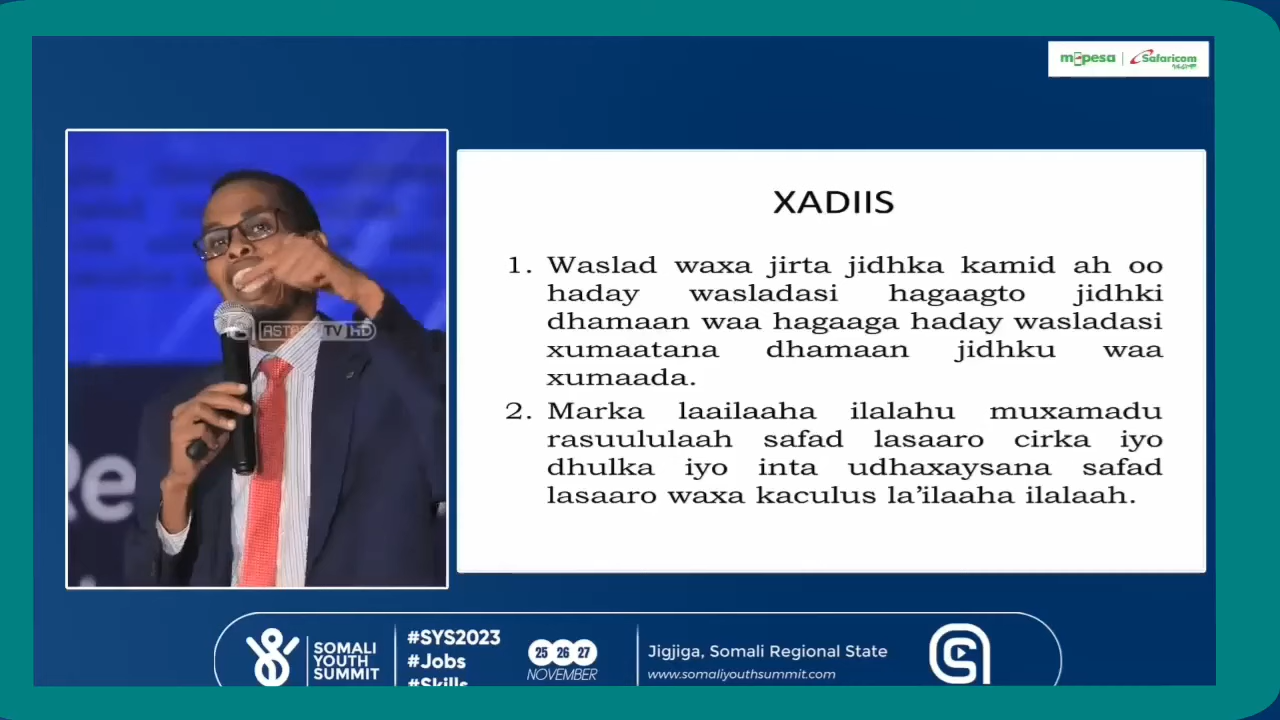 m-pesa | Safaricom
XADIIS
1. Waslad waxa jirta jidhka kamid ah oo
haday wasladasi hagaagto jidhki
dhamaan waa hagaaga haday wasladasi
xumaatana dhamaan jidhku waa
xumaada.
2. Marka laailaaha ilalahu muxamadu
rasuululaah safad lasaaro cirka iyo
dhulka iyo inta udhaxaysana safad
lasaaro waxa kaculus la’ilaaha ilalaah.
ASTAAN TV HD
Re
SOMALI
YOUTH
SUMMIT
#SYS2023
#Jobs
#Skills
25 26 27
NOVEMBER
Jigjiga, Somali Regional State
www.somaliyouthsummit.com